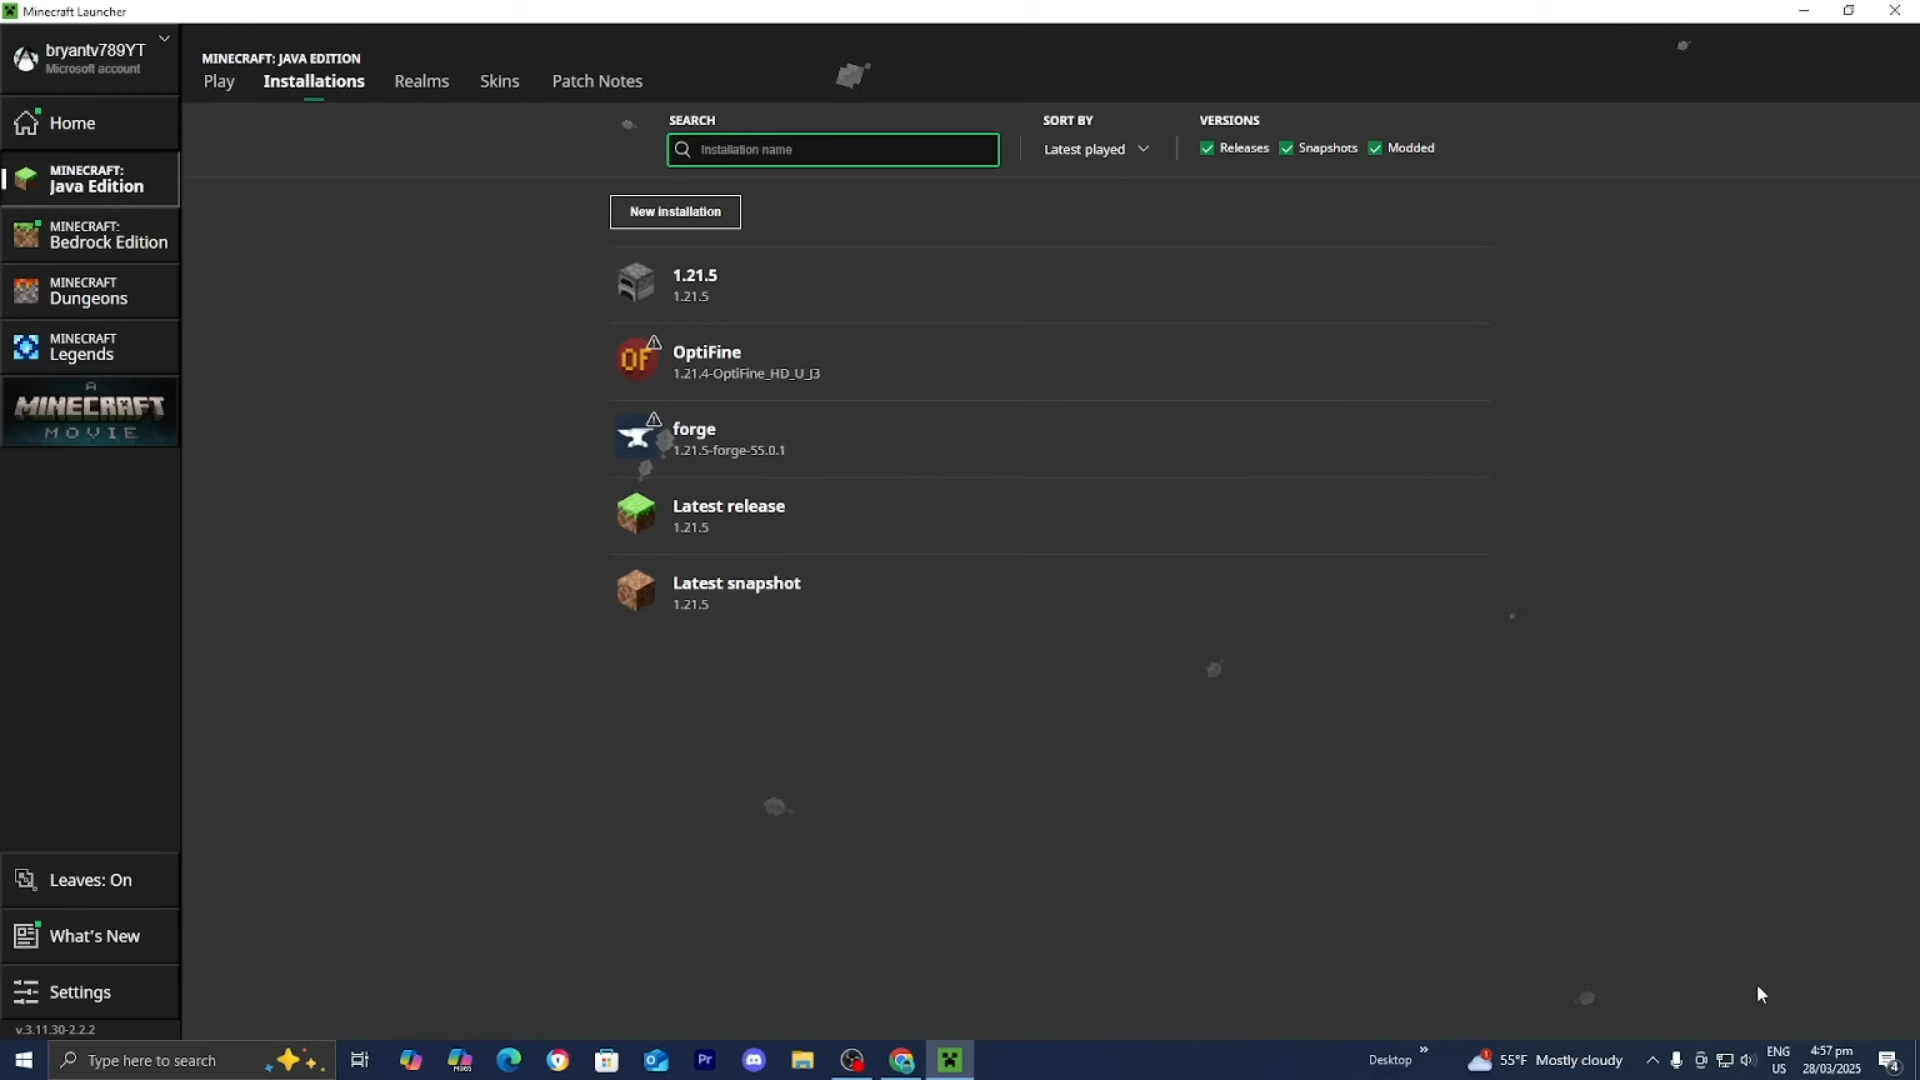 Minecraft Launcher
bryantv789YT
Microsoft account
Home
MINECRAFT:
Java Edition
MINECRAFT:
Bedrock Edition
MINECRAFT
Dungeons
MINECRAFT
Legends
A
MINECRAFT
MOVIE
Leaves: On
What's New
Settings
v.3.11.30-2.2.2
MINECRAFT: JAVA EDITION
Play Installations Realms Skins Patch Notes
SEARCH SORT BY VERSIONS
Installation name Latest played Releases Snapshots Modded
New installation
1.21.5
1.21.5
OF OptiFine
1.21.4-OptiFine_HD_U_J3
forge
1.21.5-forge-55.0.1
Latest release
1.21.5
Latest snapshot
1.21.5
Type here to search
M365
Pr
Desktop
1
55°F Mostly cloudy
ENG
US
4:57 pm
28/03/2025
4